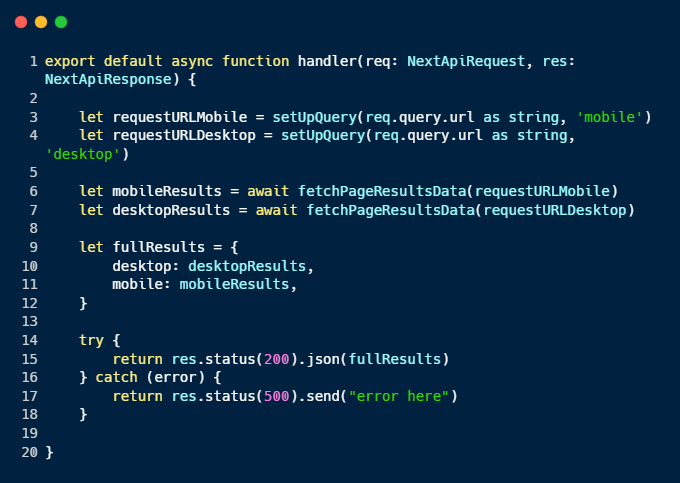 1 export default async function handler(req: NextApiRequest, res:
NextApiResponse) {
2
3     let requestURLMobile = setUpQuery(req.query.url as string, 'mobile')
4     let requestURLDesktop = setUpQuery(req.query.url as string,
'desktop')
5
6     let mobileResults = await fetchPageResultsData(requestURLMobile)
7     let desktopResults = await fetchPageResultsData(requestURLDesktop)
8
9     let fullResults = {
10         desktop: desktopResults,
11         mobile: mobileResults,
12     }
13
14     try {
15         return res.status(200).json(fullResults)
16     } catch (error) {
17         return res.status(500).send("error here")
18     }
19
20 }